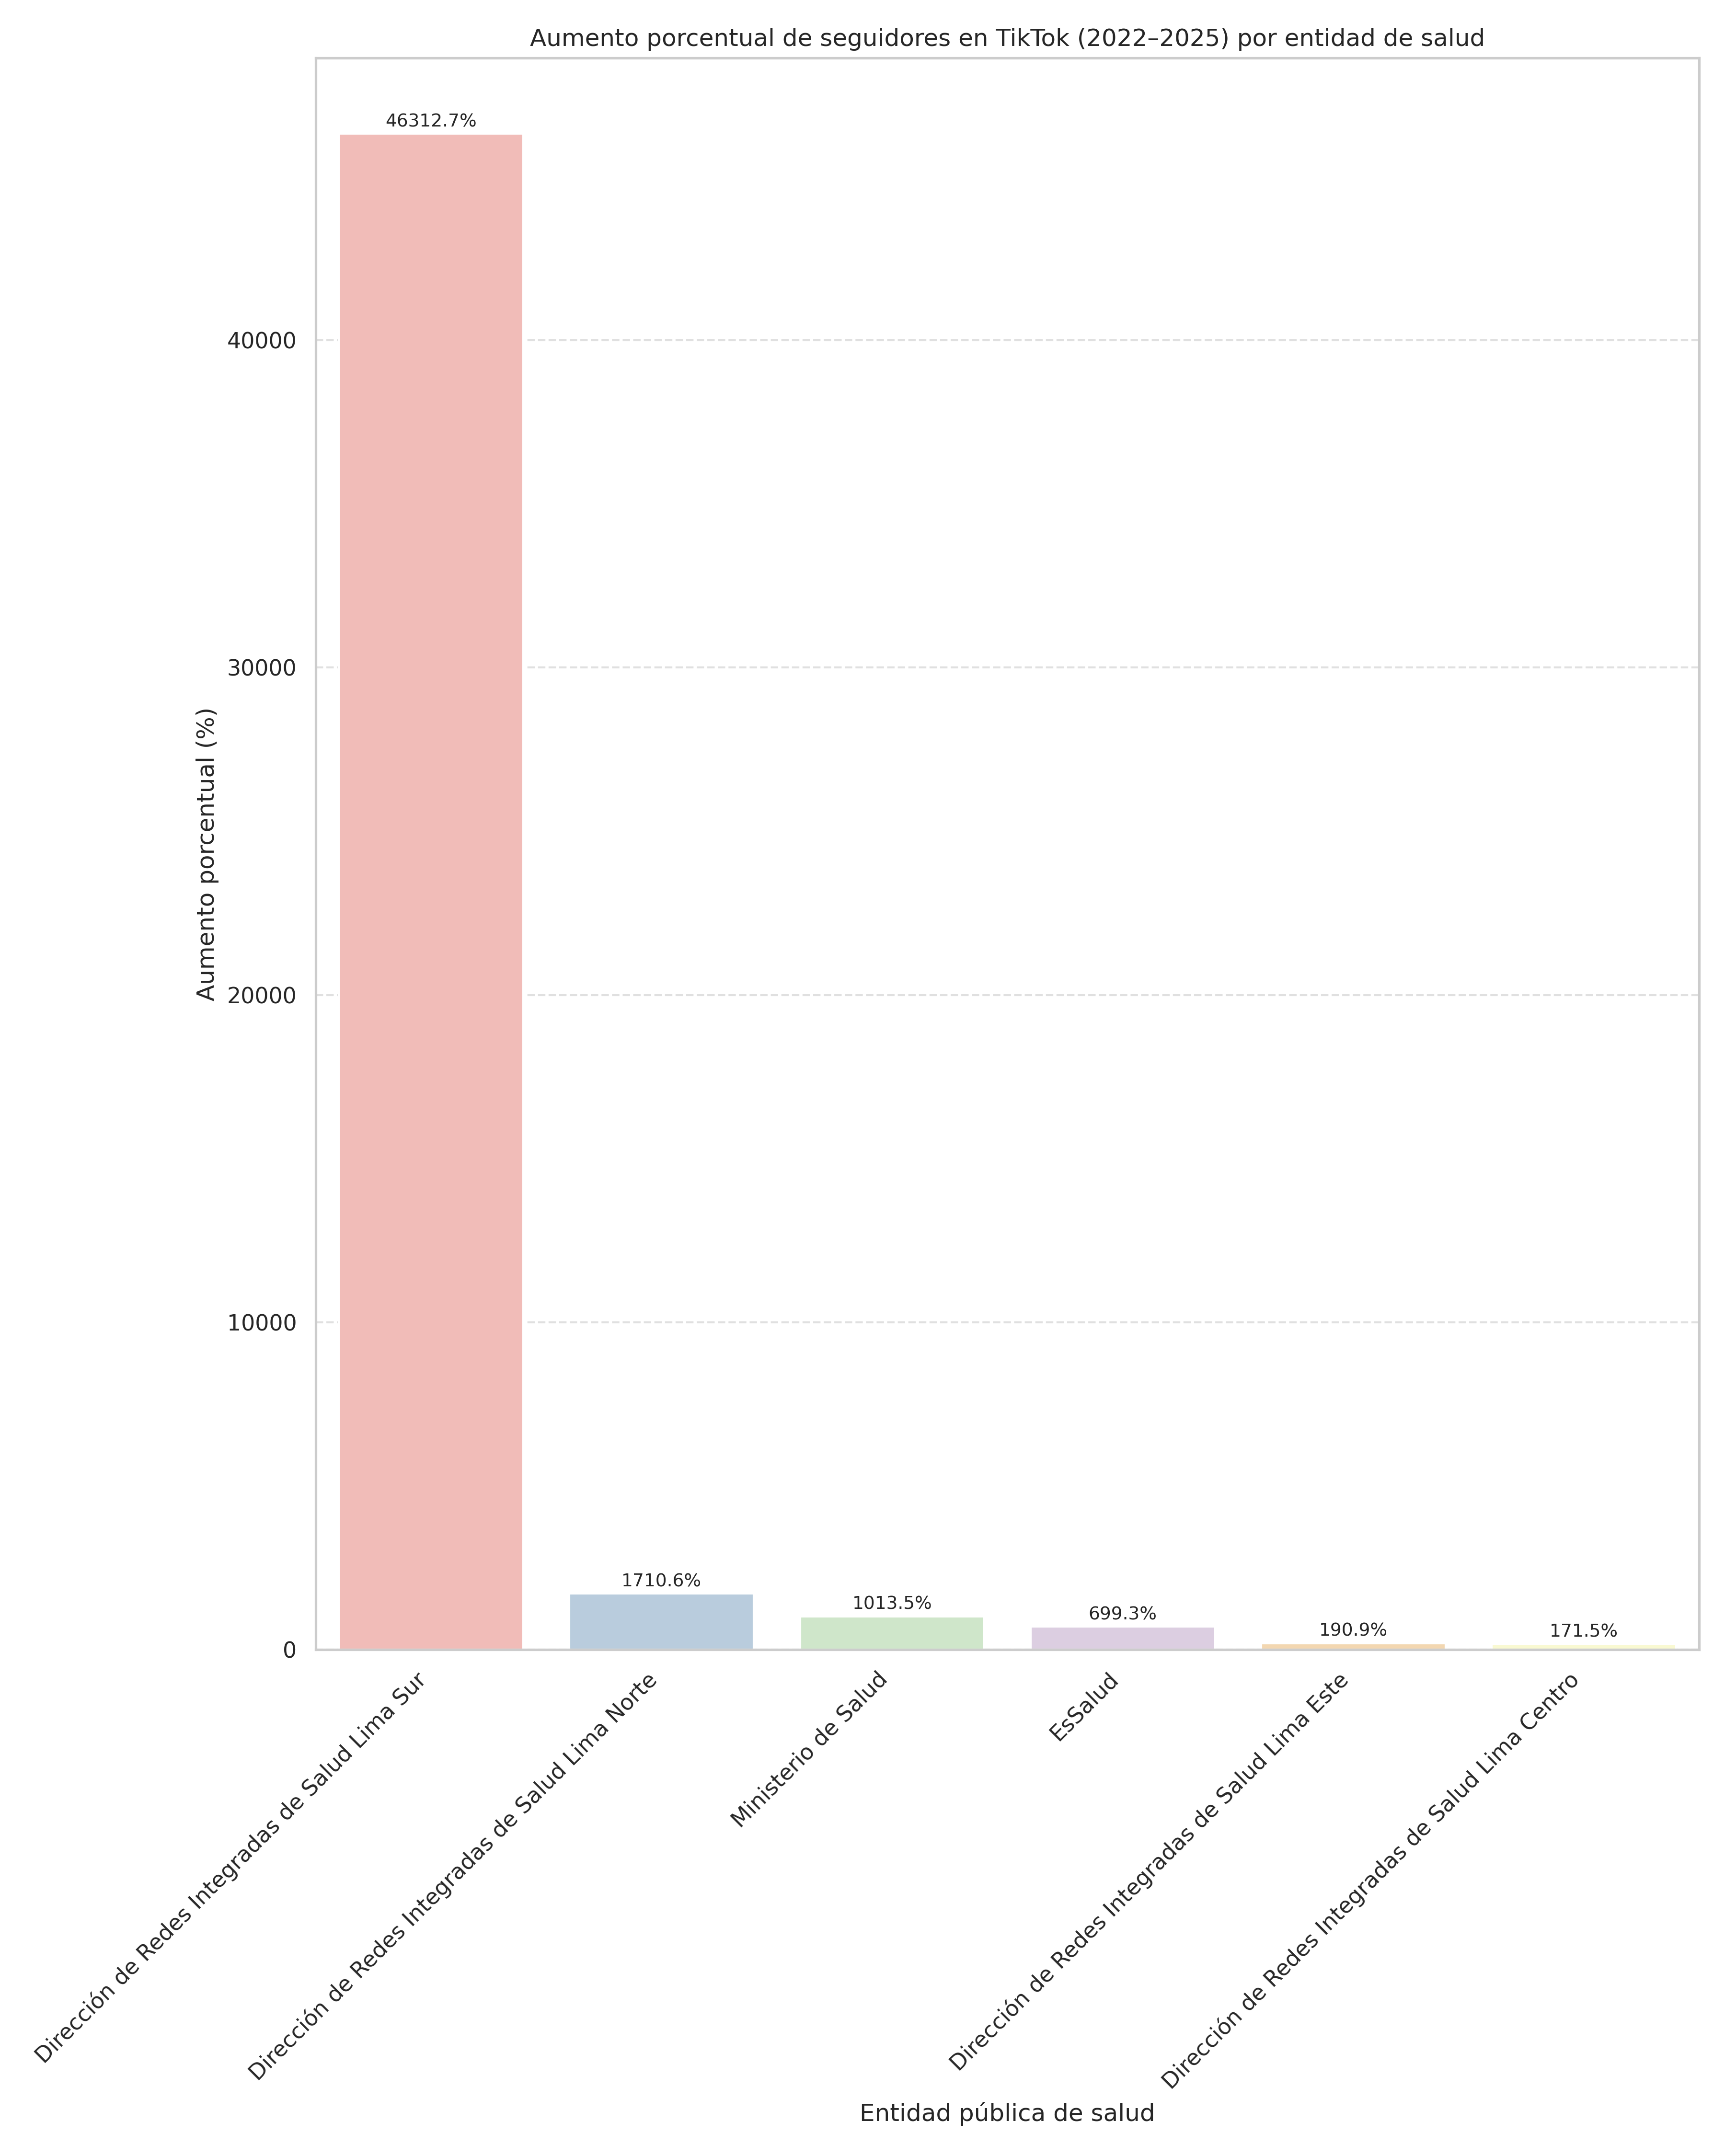 Aumento porcentual de seguidores en TikTok (2022–2025) por entidad de salud
46312.7%
40000
30000
Aumento porcentual (%)
20000
10000
1710.6%
1013.5%
699.3%
190.9%
171.5%
0
Dirección de Redes Integradas de Salud Lima Sur
Dirección de Redes Integradas de Salud Lima Norte
Ministerio de Salud
EsSalud
Dirección de Redes Integradas de Salud Lima Este
Dirección de Redes Integradas de Salud Lima Centro
Entidad pública de salud